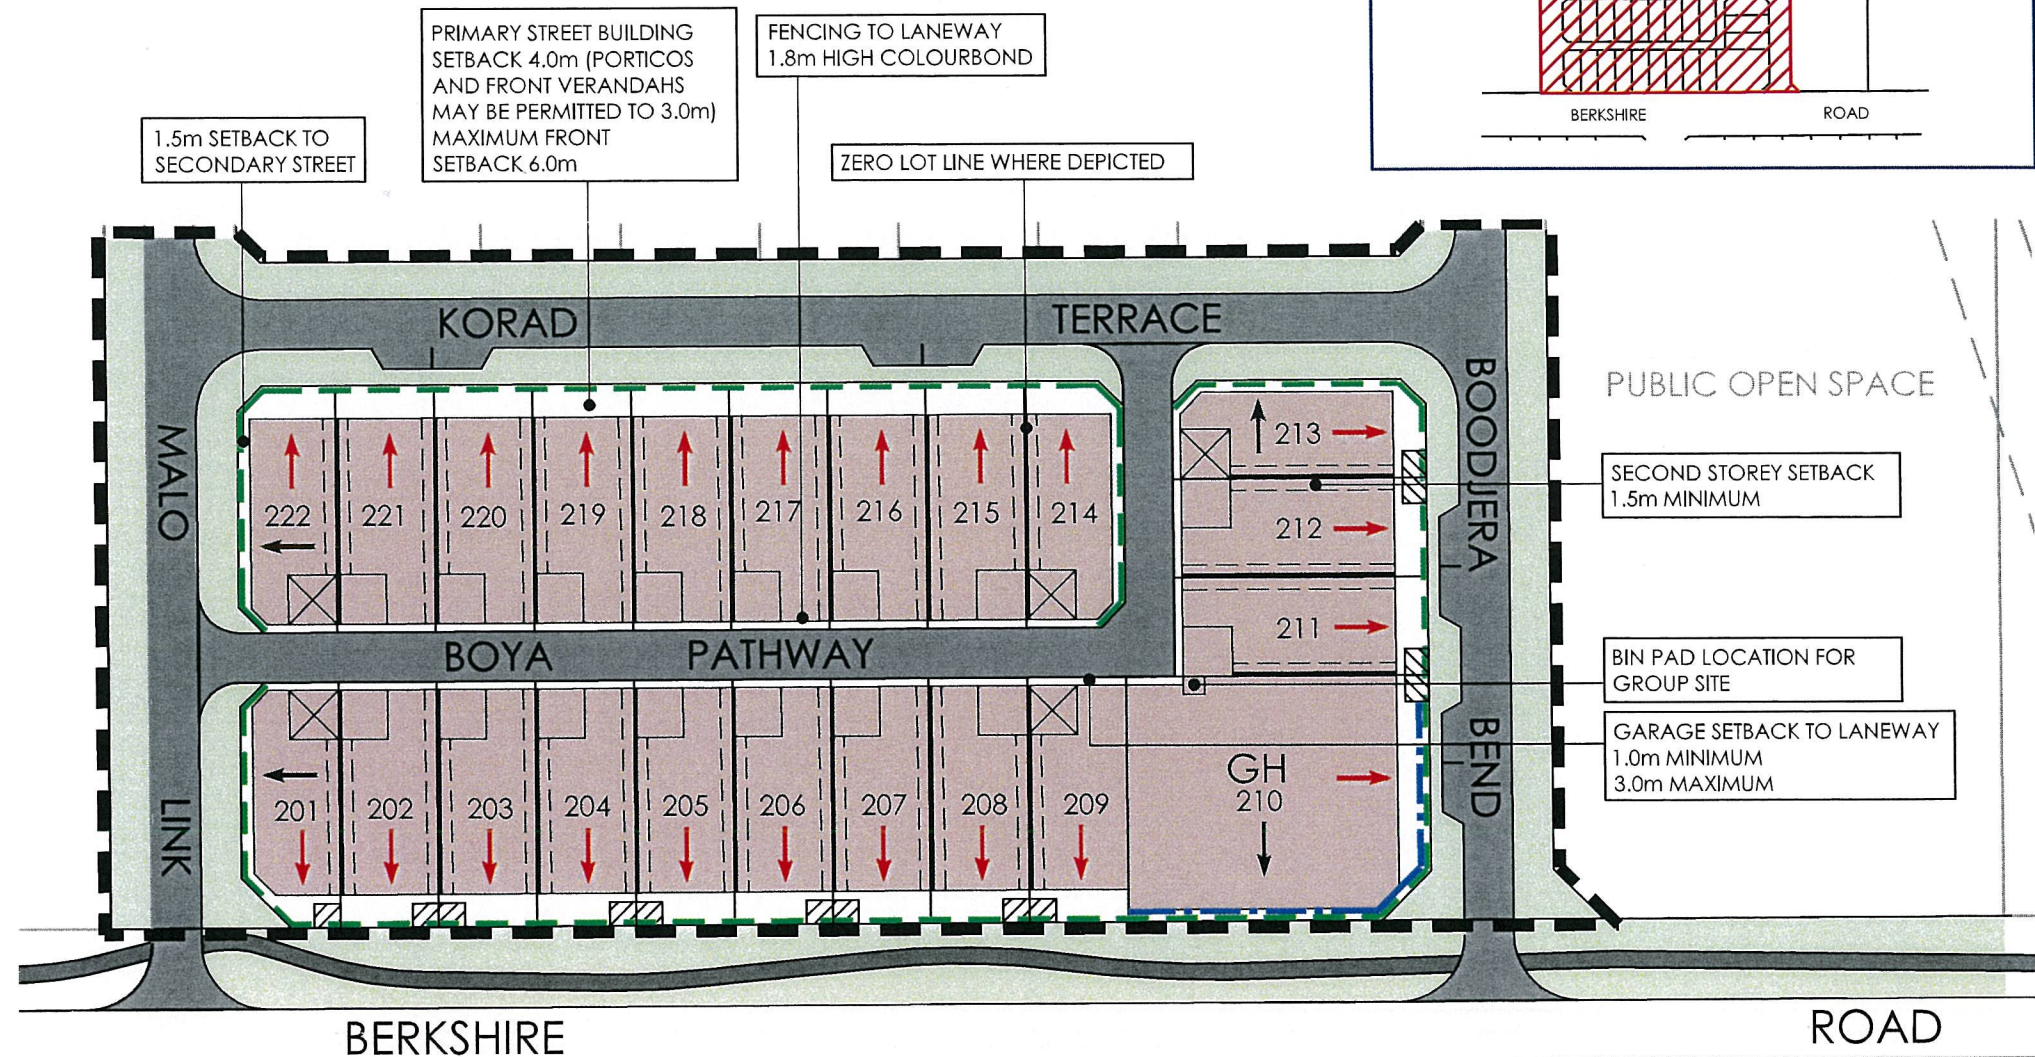 PRIMARY STREET BUILDING
SETBACK 4.0m (PORTICOS
AND FRONT VERANDAHS
MAY BE PERMITTED TO 3.0m)
MAXIMUM FRONT
SETBACK 6.0m
FENCING TO LANEWAY
1.8m HIGH COLOURBOND
BERKSHIRE ROAD
1.5m SETBACK TO
SECONDARY STREET
ZERO LOT LINE WHERE DEPICTED
KORAD TERRACE
MALO LINK
BOODJERA BEND
PUBLIC OPEN SPACE
213
SECOND STOREY SETBACK
1.5m MINIMUM
222 221 220 219 218 217 216 215 214
212
211
BOYA PATHWAY
BIN PAD LOCATION FOR
GROUP SITE
GARAGE SETBACK TO LANEWAY
1.0m MINIMUM
3.0m MAXIMUM
GH
210
201 202 203 204 205 206 207 208 209
BERKSHIRE ROAD